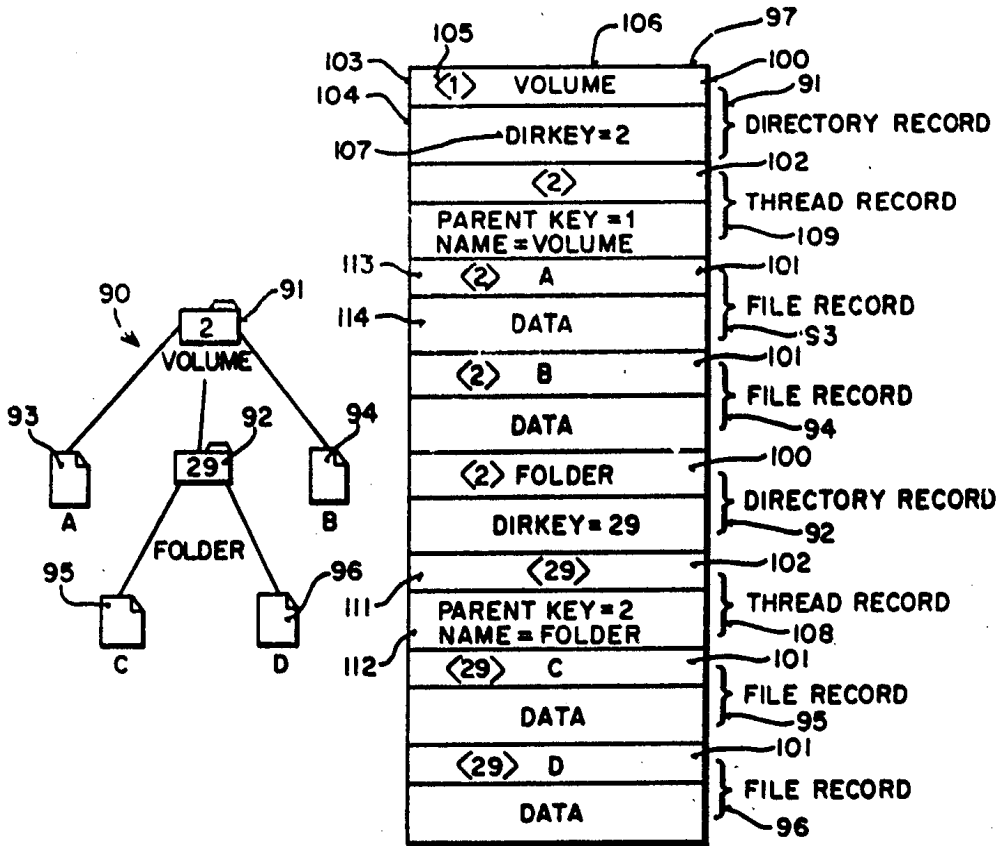 90
91
2
VOLUME
93
92
94
29
A
B
FOLDER
95
96
C
D
103
105
106
97
100
104
<1> VOLUME
91
DIRECTORY RECORD
107
DIRKEY=2
102
<2>
THREAD RECORD
109
PARENT KEY=1
NAME=VOLUME
113
<2> A
101
FILE RECORD
S3
114
DATA
101
<2> B
FILE RECORD
94
DATA
100
<2> FOLDER
DIRECTORY RECORD
92
DIRKEY=29
102
<29>
111
THREAD RECORD
108
PARENT KEY=2
NAME=FOLDER
112
101
<29> C
FILE RECORD
95
DATA
101
<29> D
FILE RECORD
96
DATA